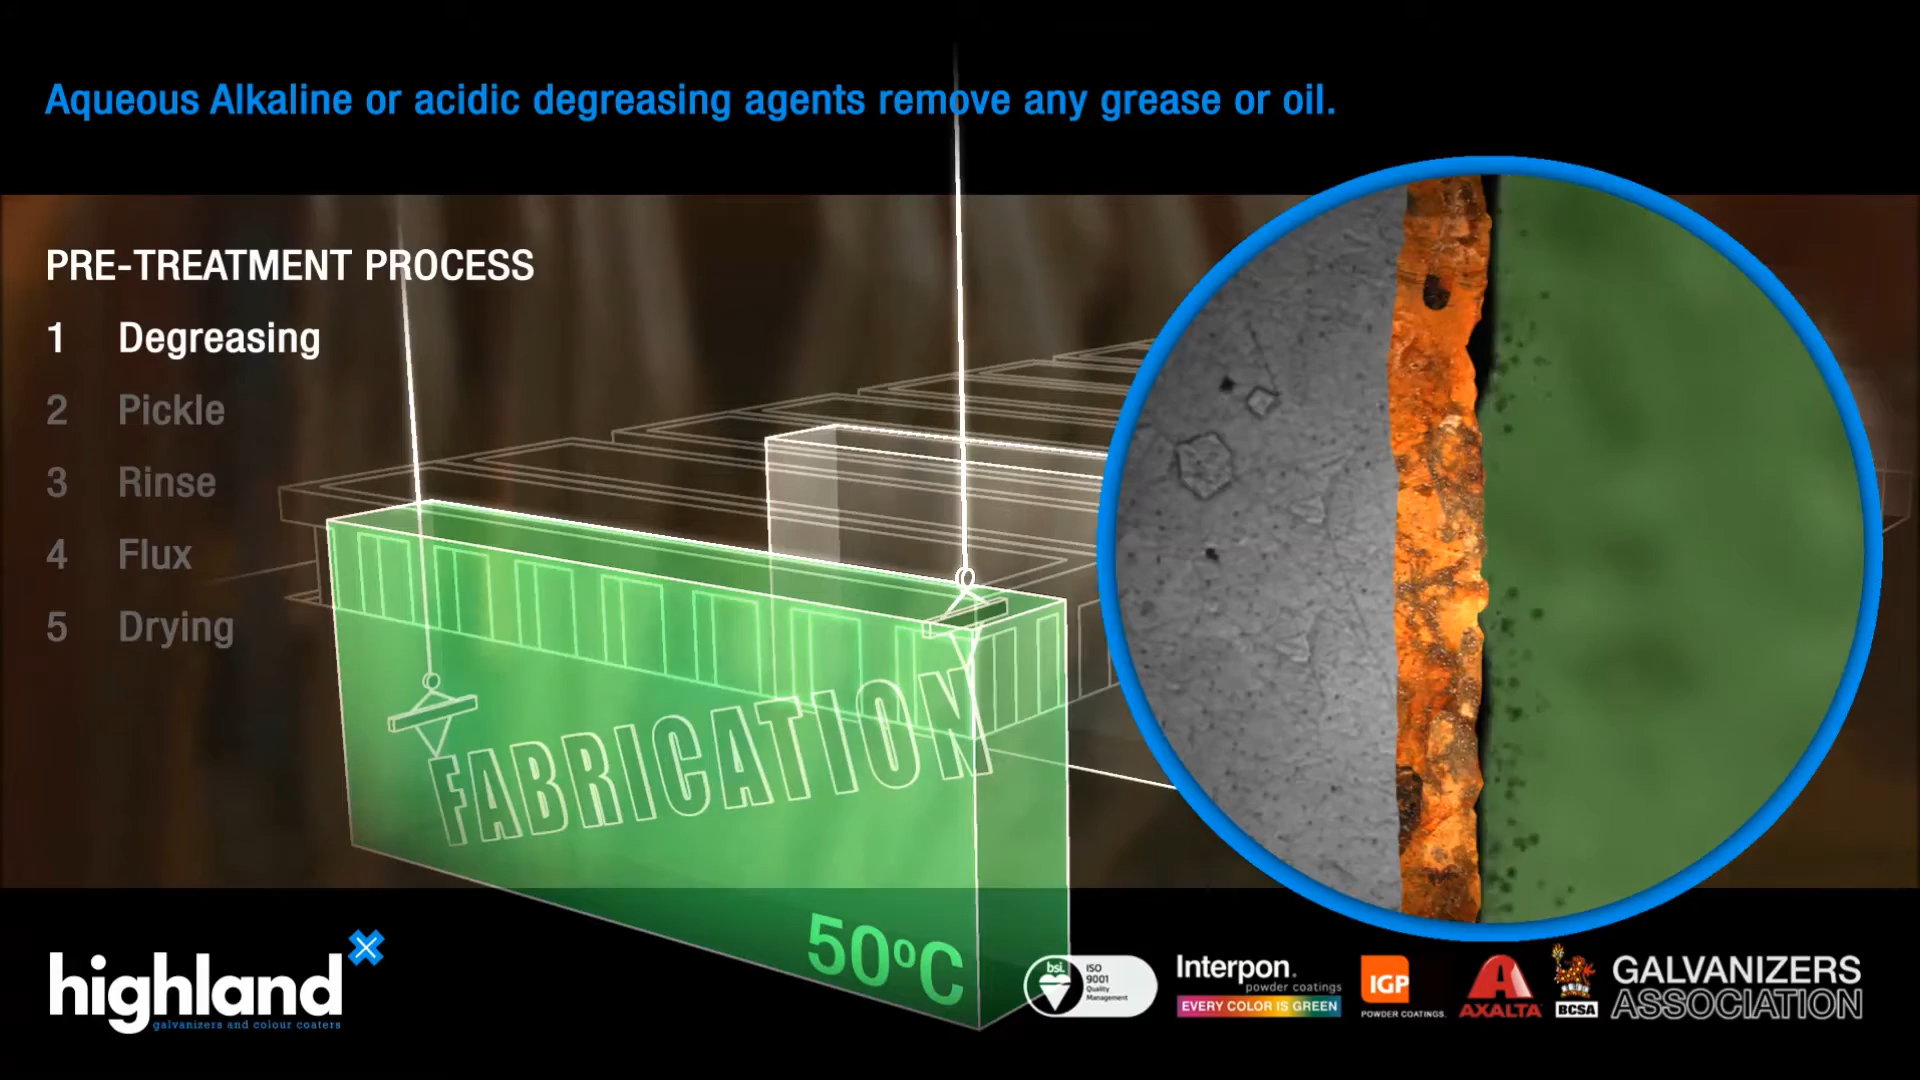 Aqueous Alkaline or acidic degreasing agents remove any grease or oil.
PRE-TREATMENT PROCESS
1 Degreasing
2 Pickle
3 Rinse
4 Flux
5 Drying
FABRICATION
50ºC
highland
galvanizers and colour coaters
bsi.
ISO
9001
Quality
Management
Interpon.
powder coatings
EVERY COLOR IS GREEN
IGP
POWDER COATINGS.
AXALTA
BCSA
GALVANIZERS
ASSOCIATION